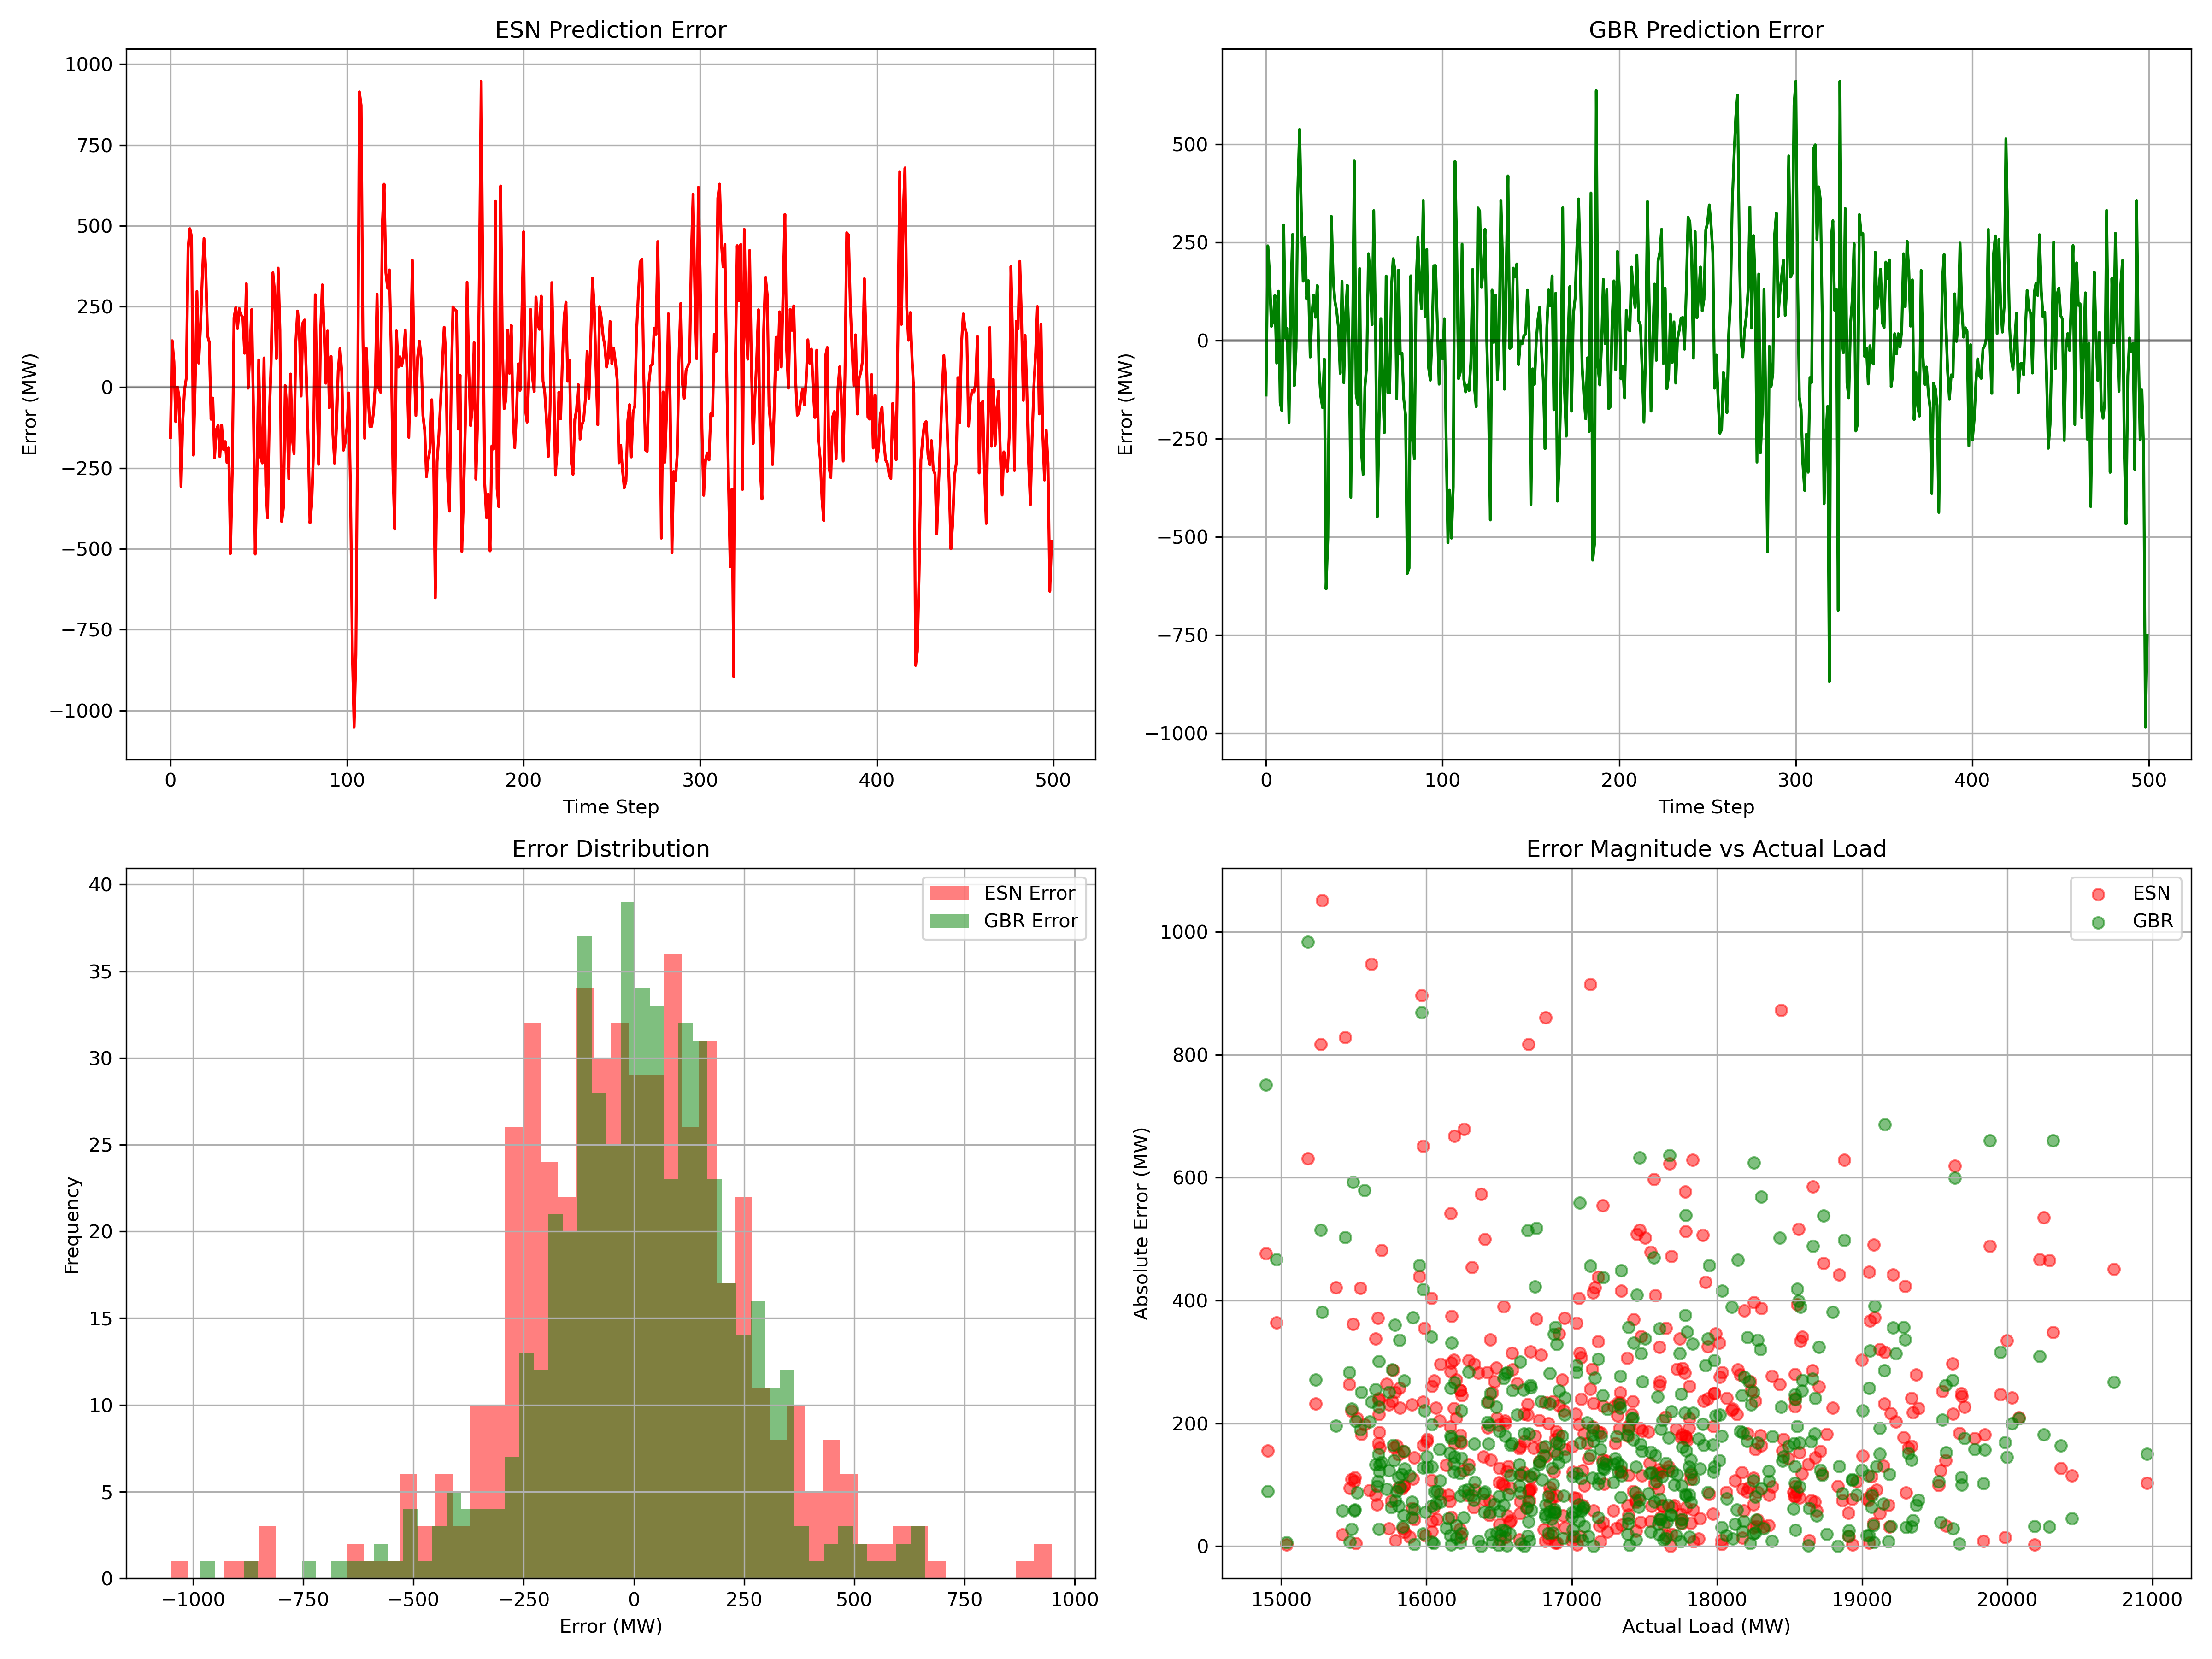 ESN Prediction Error
1000
750
500
250
0
−250
−500
−750
−1000
Error (MW)
0 100 200 300 400 500
Time Step
GBR Prediction Error
500
250
0
−250
−500
−750
−1000
Error (MW)
0 100 200 300 400 500
Time Step
Error Distribution
ESN Error
GBR Error
40
35
30
25
20
15
10
5
0
Frequency
−1000 −750 −500 −250 0 250 500 750 1000
Error (MW)
Error Magnitude vs Actual Load
ESN
GBR
1000
800
600
400
200
0
Absolute Error (MW)
15000 16000 17000 18000 19000 20000 21000
Actual Load (MW)